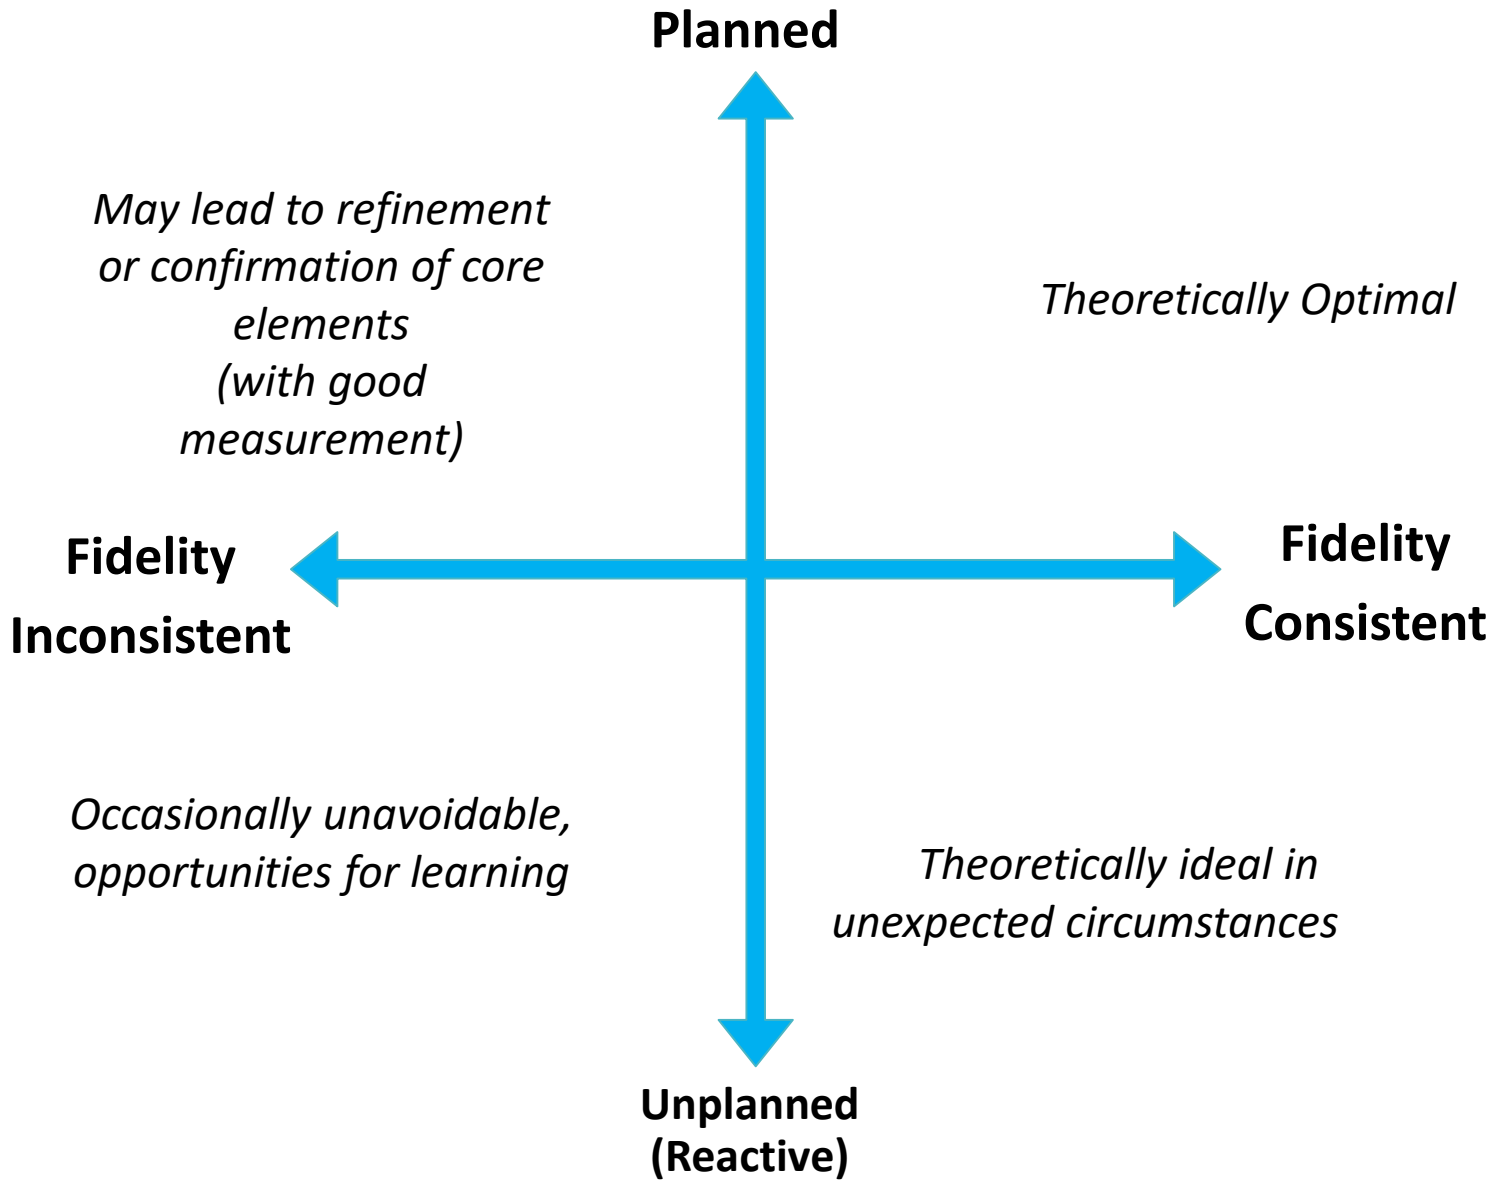 Planned
May lead to refinement
or confirmation of core
elements
(with good
measurement)
Theoretically Optimal
Fidelity
Inconsistent
Fidelity
Consistent
Occasionally unavoidable,
opportunities for learning
Theoretically ideal in
unexpected circumstances
Unplanned
(Reactive)